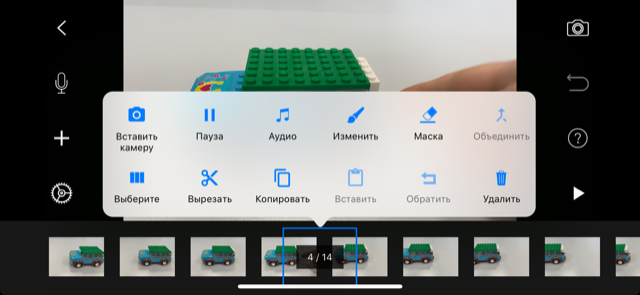 Вставить
камеру
Пауза
Аудио
Изменить
Маска
Объединить
Выберите
Вырезать
Копировать
Вставить
Обратить
Удалить
4 / 14